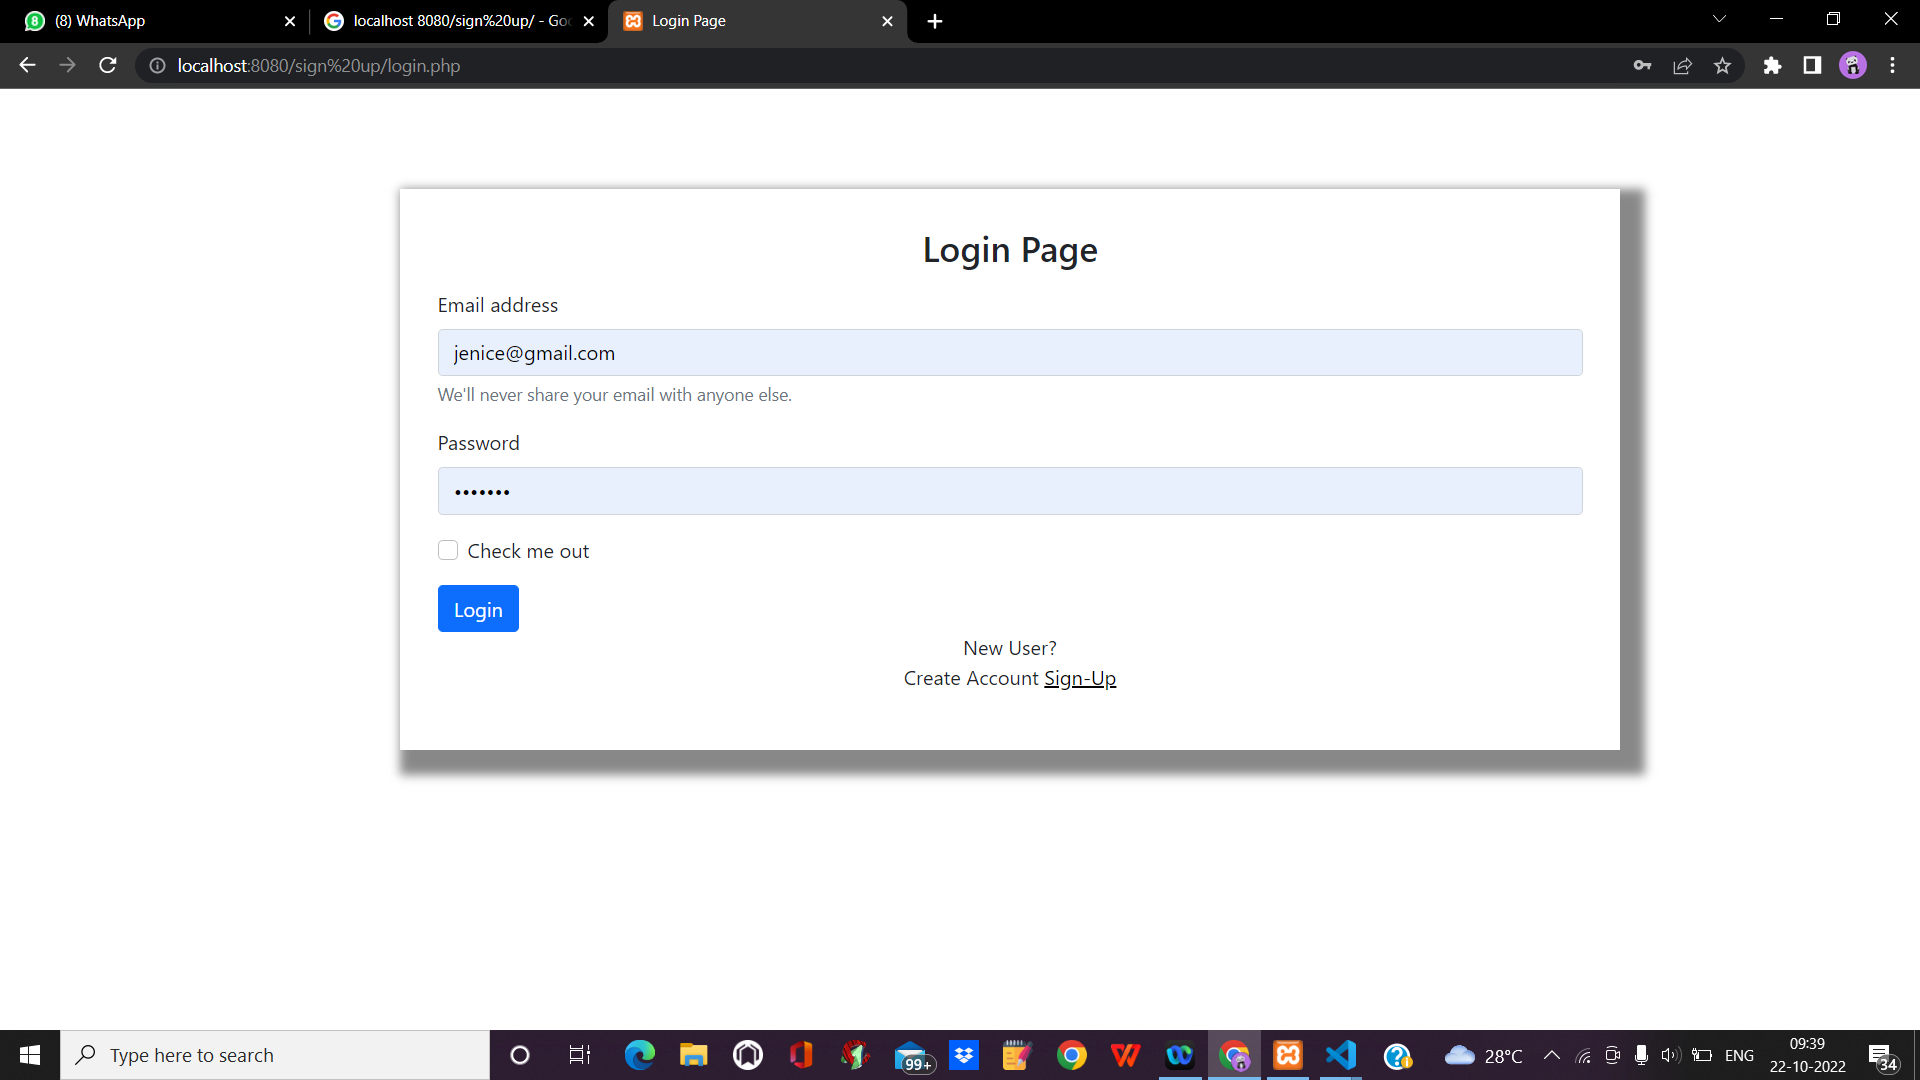 (8) WhatsApp
localhost 8080/sign%20up/ - Goo
Login Page
localhost:8080/sign%20up/login.php
Login Page
Email address
jenice@gmail.com
We'll never share your email with anyone else.
Password
•••••••
Check me out
Login
New User?
Create Account Sign-Up
Type here to search
99+
28°C
ENG
09:39
22-10-2022
34